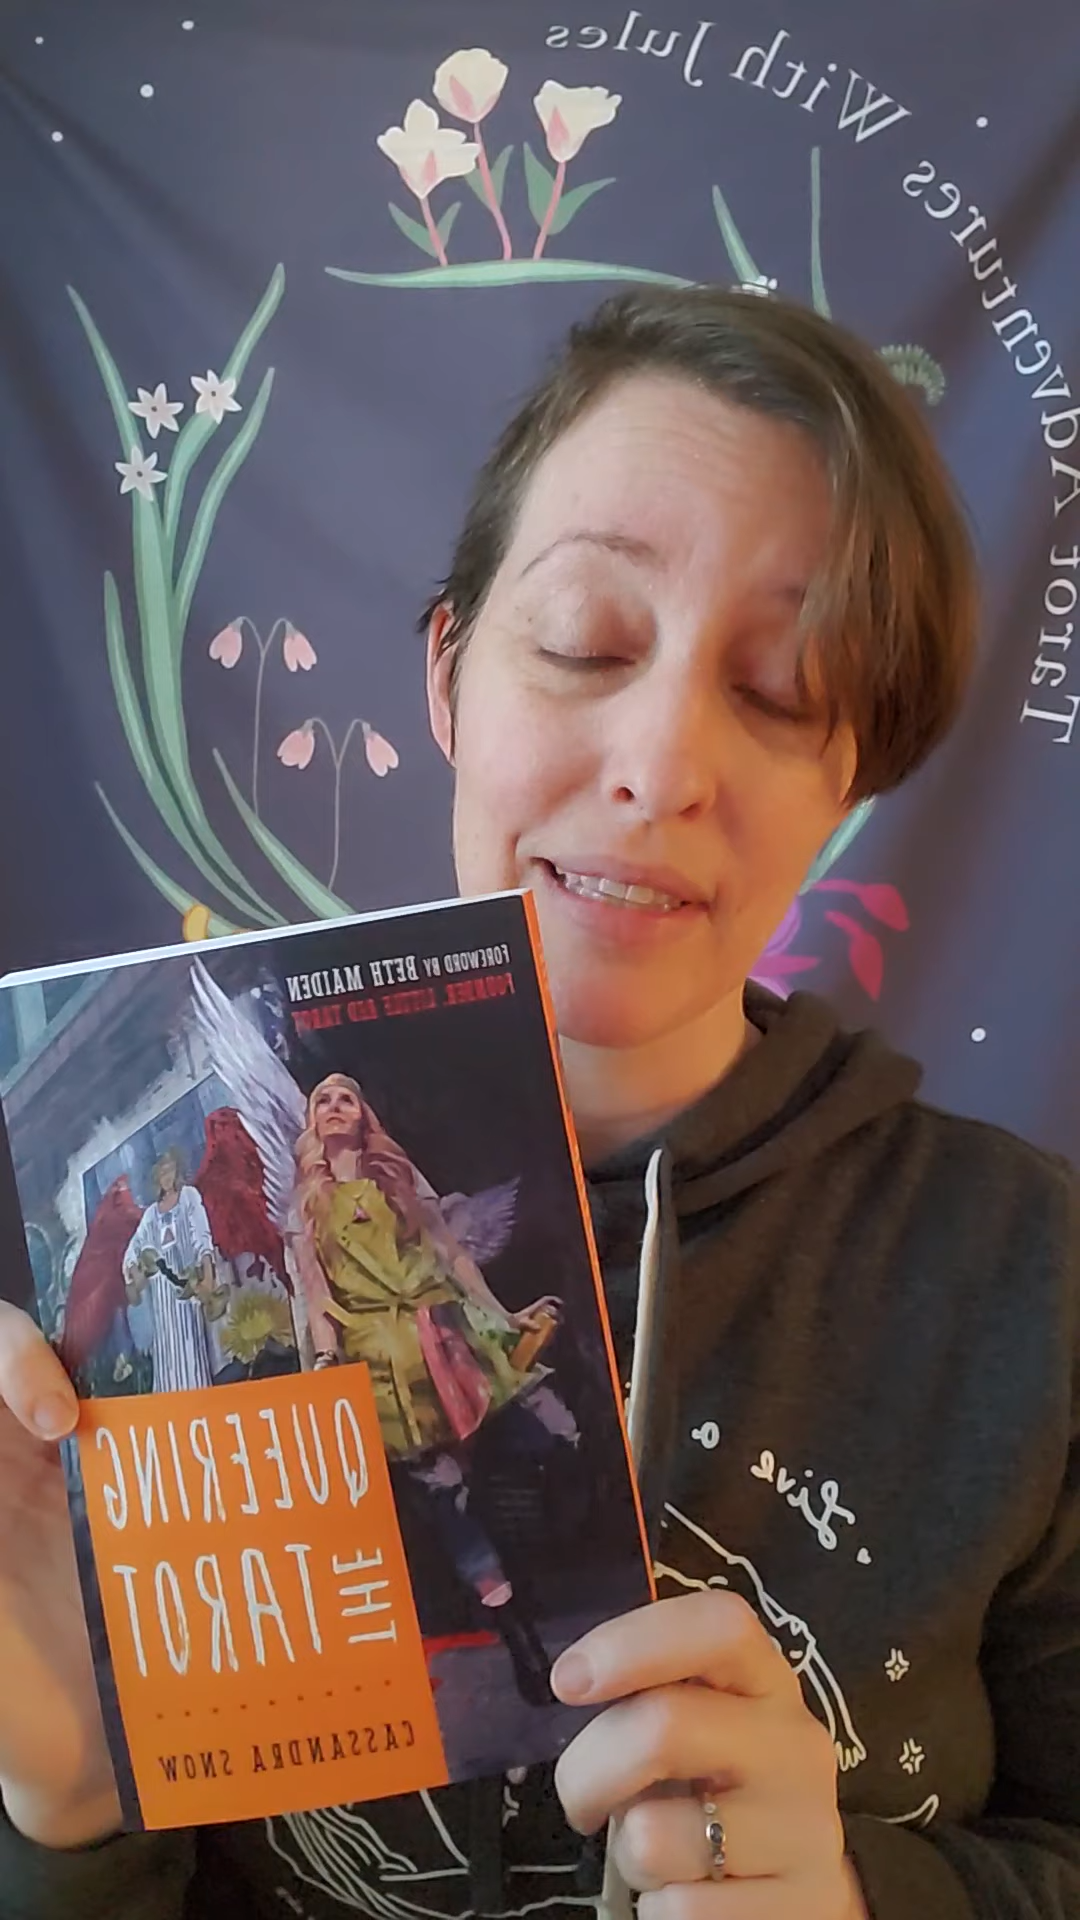 Tarot Adventures With Jules
FOREWORD BY BETH MAIDEN
FOUNDER, LITTLE RED TAROT
QUEERING
THE TAROT
CASSANDRA SNOW
Live